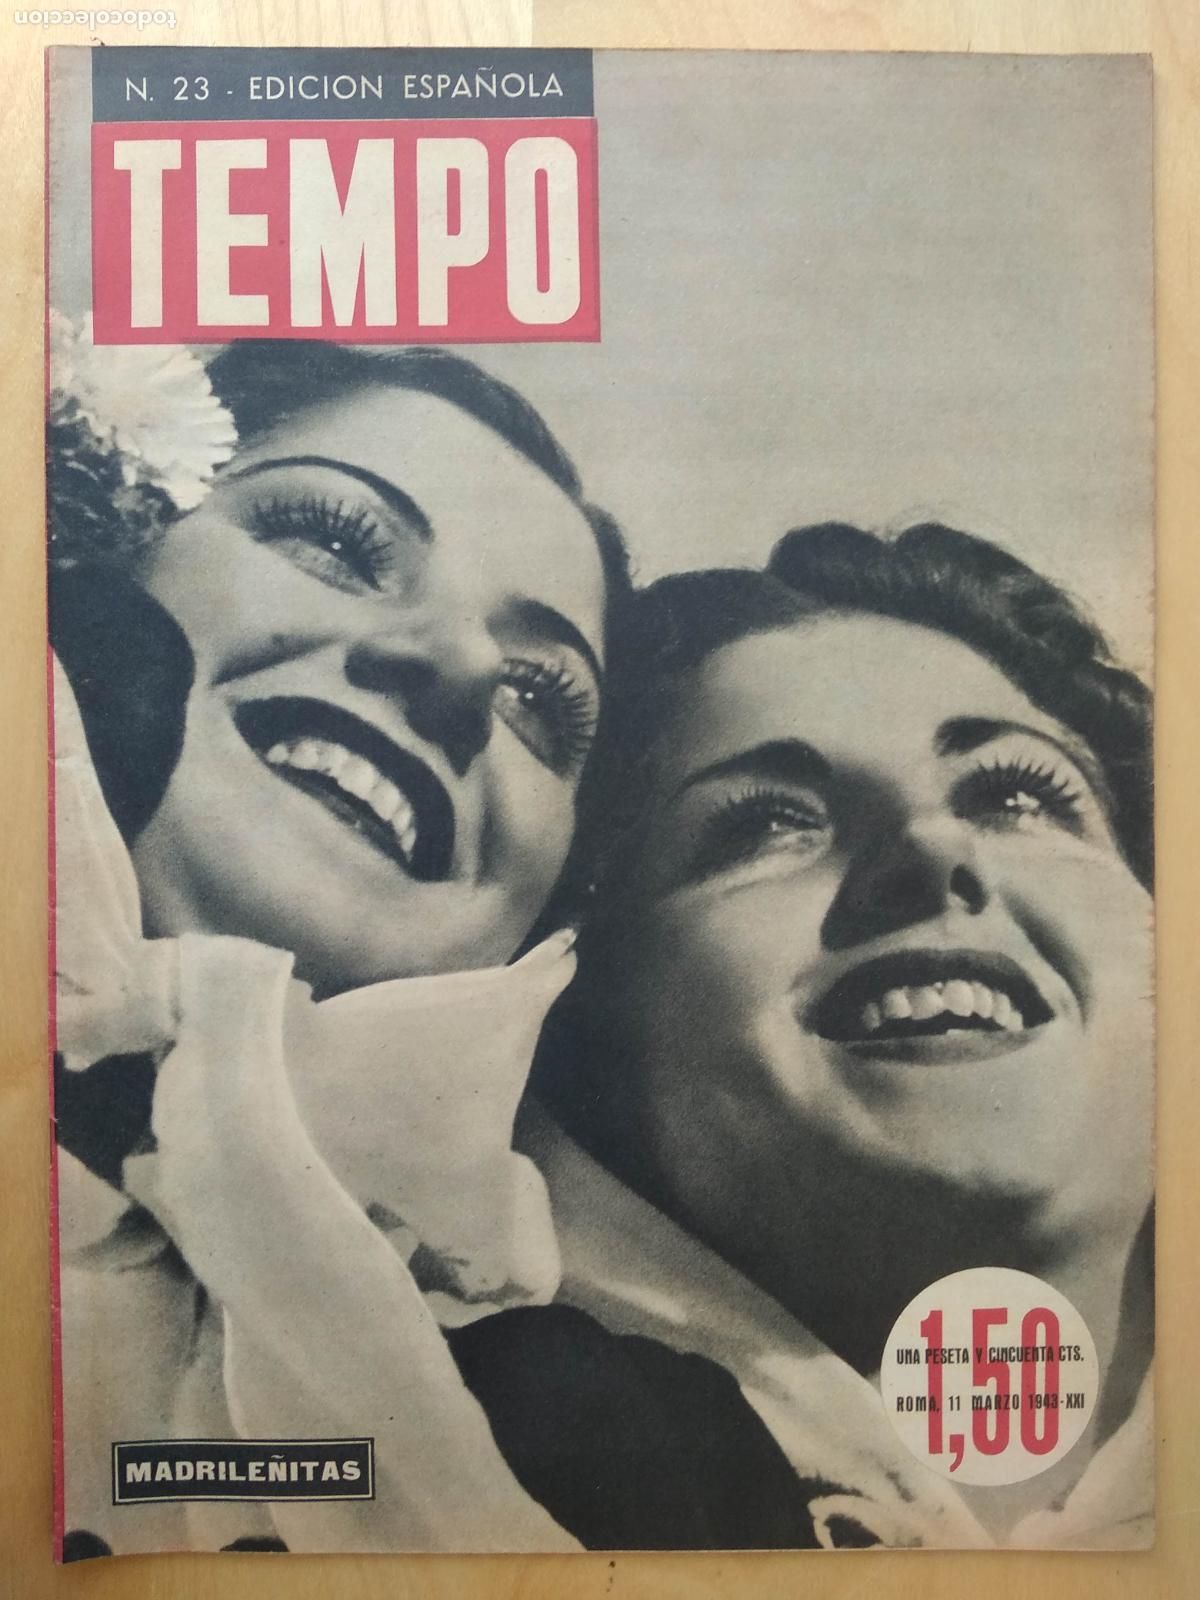 todocoleccion
N. 23 - EDICION ESPAÑOLA
TEMPO
1,50
UNA PESETA Y CINCUENTA CTS.
ROMA, 11 MARZO 1943-XXI
MADRILEÑITAS